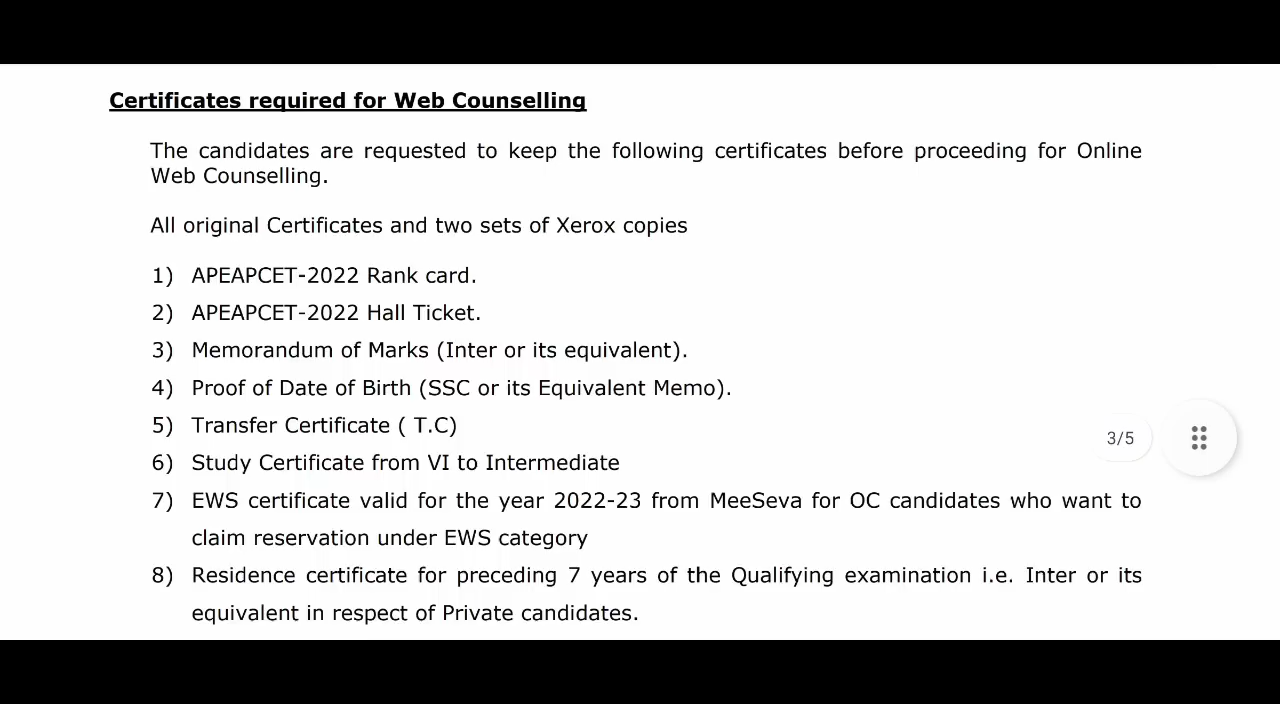 Certificates required for Web Counselling
The candidates are requested to keep the following certificates before proceeding for Online
Web Counselling.
All original Certificates and two sets of Xerox copies
1) APEAPCET-2022 Rank card.
2) APEAPCET-2022 Hall Ticket.
3) Memorandum of Marks (Inter or its equivalent).
4) Proof of Date of Birth (SSC or its Equivalent Memo).
5) Transfer Certificate ( T.C)
3/5
6) Study Certificate from VI to Intermediate
7) EWS certificate valid for the year 2022-23 from MeeSeva for OC candidates who want to
claim reservation under EWS category
8) Residence certificate for preceding 7 years of the Qualifying examination i.e. Inter or its
equivalent in respect of Private candidates.